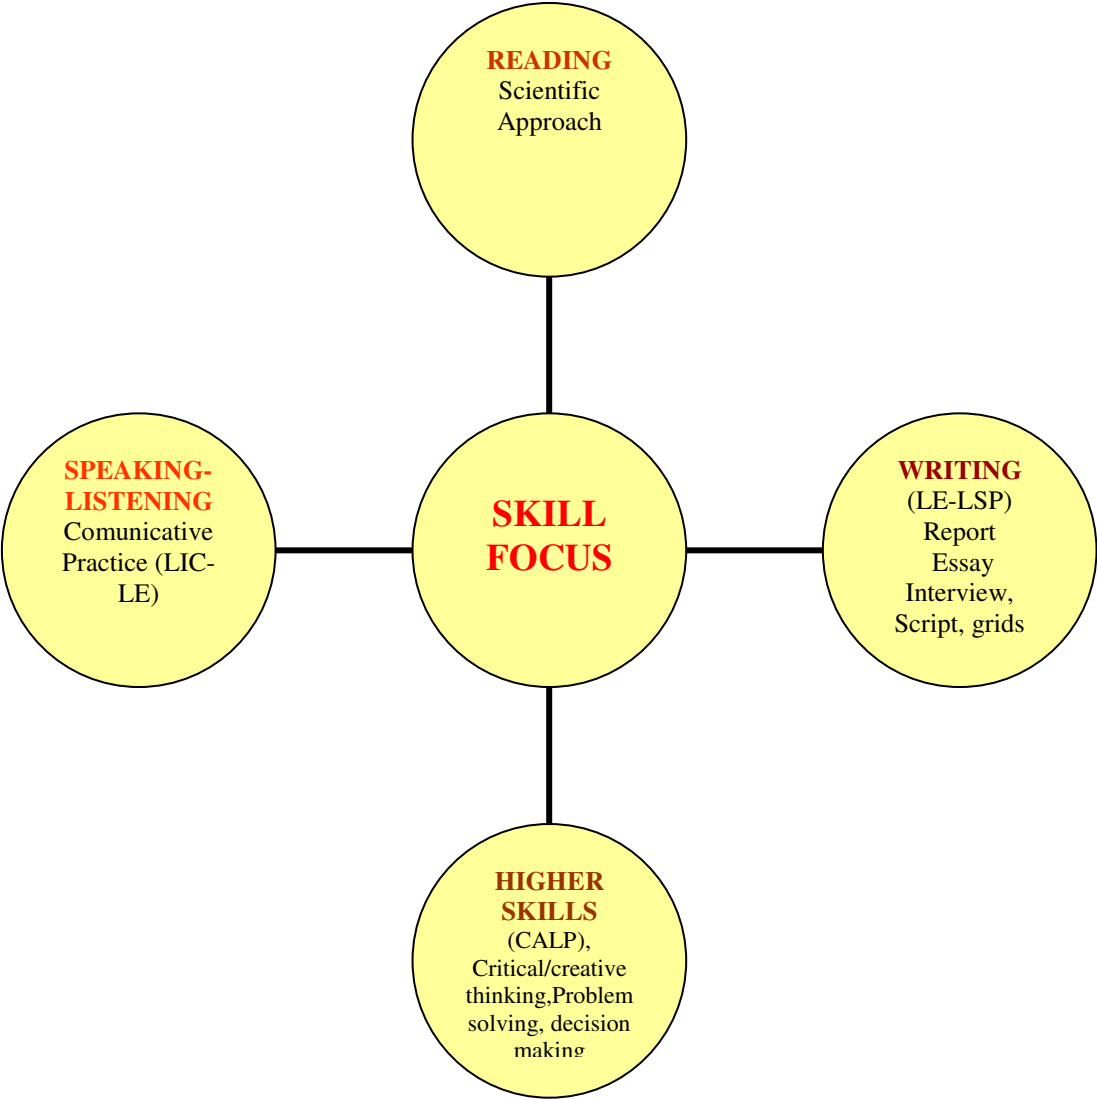 READING
Scientific
Approach
SPEAKING-
LISTENING
Comunicative
Practice (LIC-
LE)
SKILL
FOCUS
WRITING
(LE-LSP)
Report
Essay
Interview,
Script, grids
HIGHER
SKILLS
(CALP),
Critical/creative
thinking,Problem
solving, decision
making